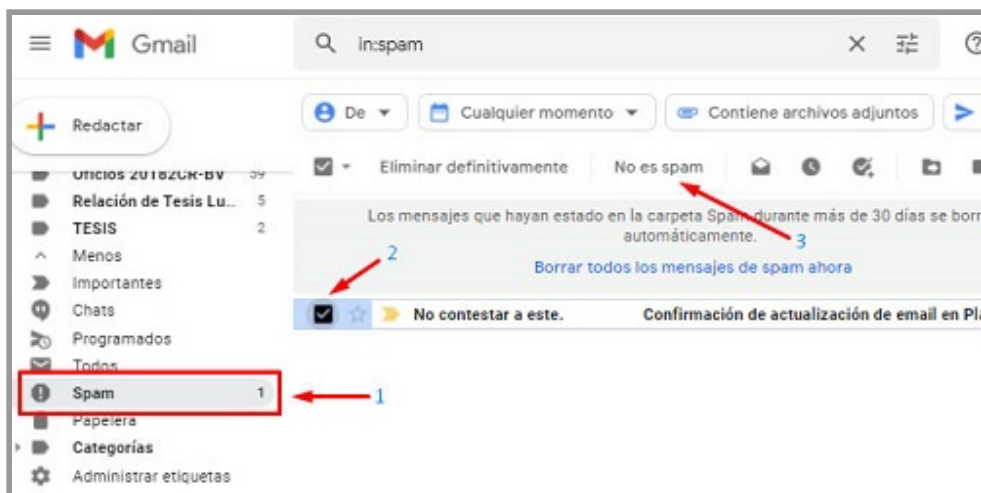 Gmail
in:spam
Redactar
De
Cualquier momento
Contiene archivos adjuntos
Oficios 20182CR-BV 59
Relación de Tesis Lu... 5
TESIS 2
Menos
Importantes
Chats
Programados
Todos
Spam 1
Papelera
Categorías
Administrar etiquetas
Eliminar definitivamente
No es spam
Los mensajes que hayan estado en la carpeta Spam durante más de 30 días se borr
automáticamente.
3
2
Borrar todos los mensajes de spam ahora
No contestar a este. Confirmación de actualización de email en Pla
1